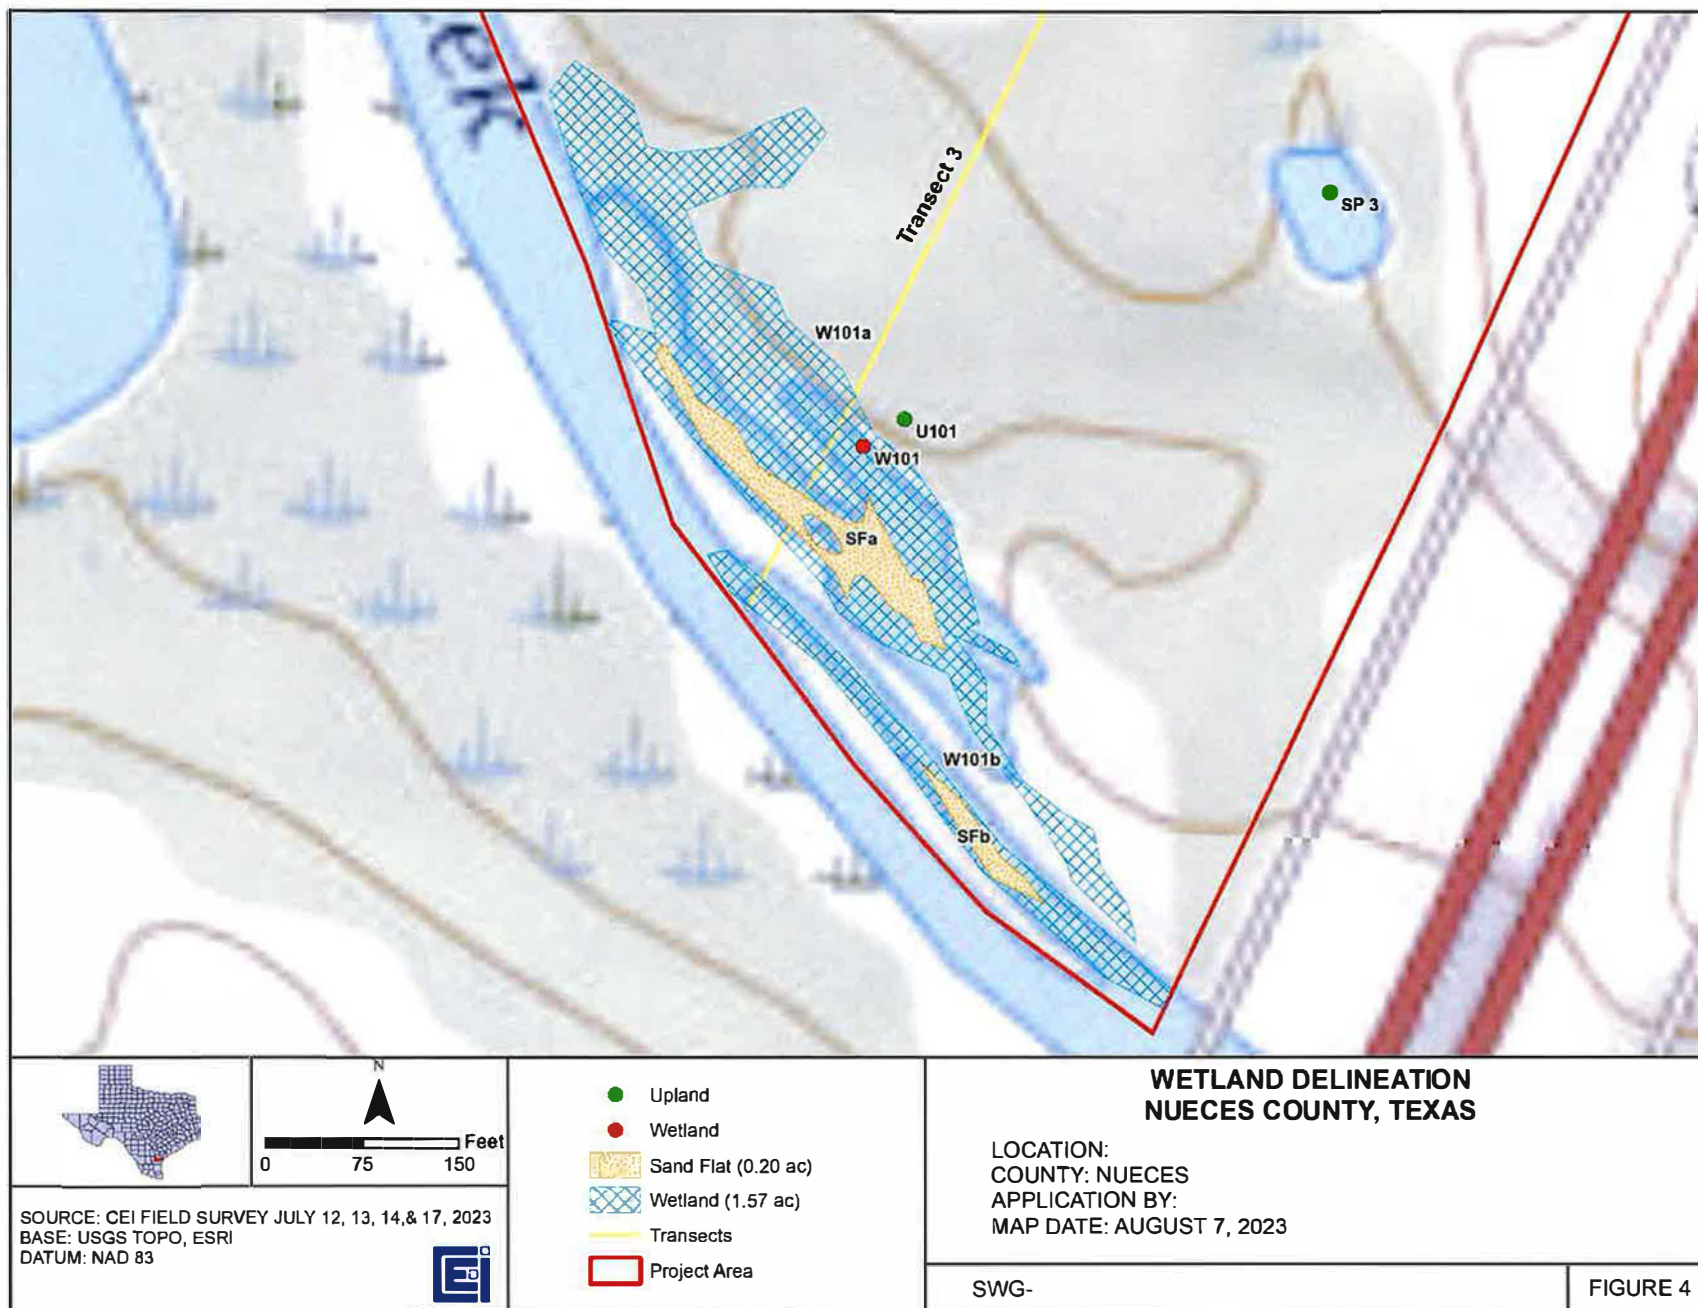 eek
Transect 3
SP 3
W101a
U101
W101
SFa
W101b
SFb
N
Feet
0 75 150
SOURCE: CEI FIELD SURVEY JULY 12, 13, 14,& 17, 2023
BASE: USGS TOPO, ESRI
DATUM: NAD 83
CEI
Upland
Wetland
Sand Flat (0.20 ac)
Wetland (1.57 ac)
Transects
Project Area
WETLAND DELINEATION
NUECES COUNTY, TEXAS
LOCATION:
COUNTY: NUECES
APPLICATION BY:
MAP DATE: AUGUST 7, 2023
SWG-
FIGURE 4